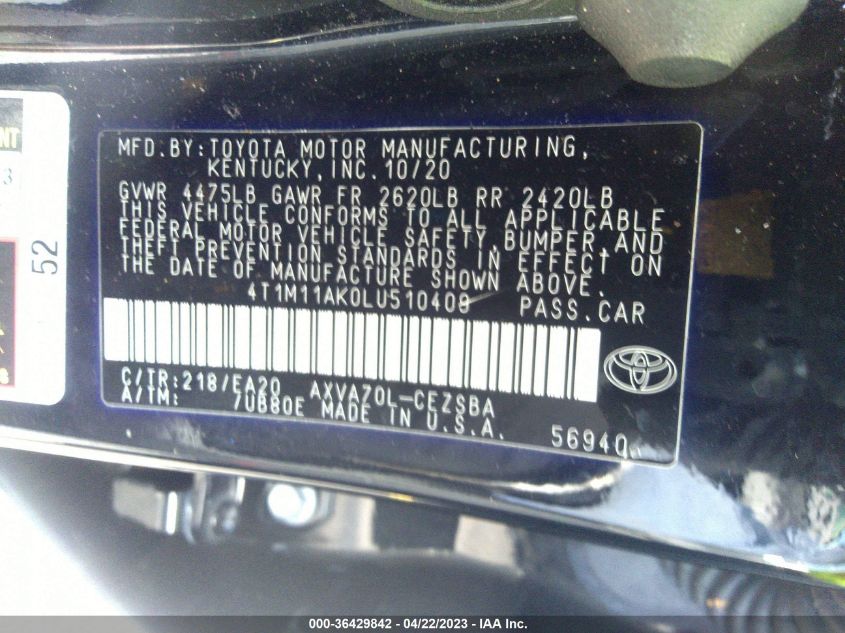 NT
3
52
MFD.BY:TOYOTA MOTOR MANUFACTURING,
KENTUCKY,INC.10/20
GVWR 4475LB GAWR FR 2620LB RR 2420LB
THIS VEHICLE CONFORMS TO ALL APPLICABLE
FEDERAL MOTOR VEHICLE SAFETY,BUMPER,AND
THEFT PREVENTION STANDARDS IN EFFECT ON
THE DATE OF MANUFACTURE SHOWN ABOVE.
PASS.CAR
C/TR:218/EA20 AXVA70L-CEZSBA
A/TM: /UB80E MADE IN U.S.A.
56940
000-36429842 - 04/22/2023 - IAA Inc.